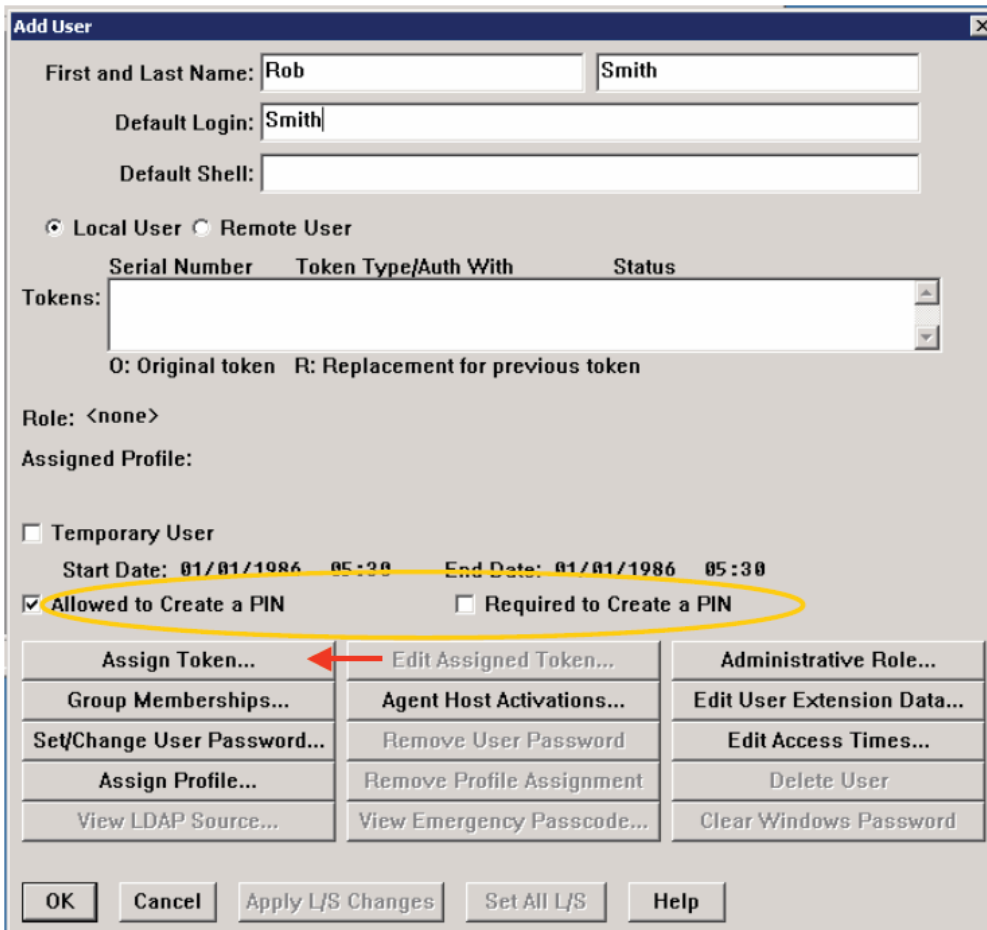 Add User
First and Last Name: Rob Smith
Default Login: Smith
Default Shell:
Local User Remote User
Serial Number Token Type/Auth With Status
Tokens:
O: Original token R: Replacement for previous token
Role: <none>
Assigned Profile:
Temporary User
Start Date: 01/01/1986 05:30 End Date: 01/01/1986 05:30
Allowed to Create a PIN Required to Create a PIN
Assign Token... Edit Assigned Token... Administrative Role...
Group Memberships... Agent Host Activations... Edit User Extension Data...
Set/Change User Password... Remove User Password Edit Access Times...
Assign Profile... Remove Profile Assignment Delete User
View LDAP Source... View Emergency Passcode... Clear Windows Password
OK Cancel Apply L/S Changes Set All L/S Help